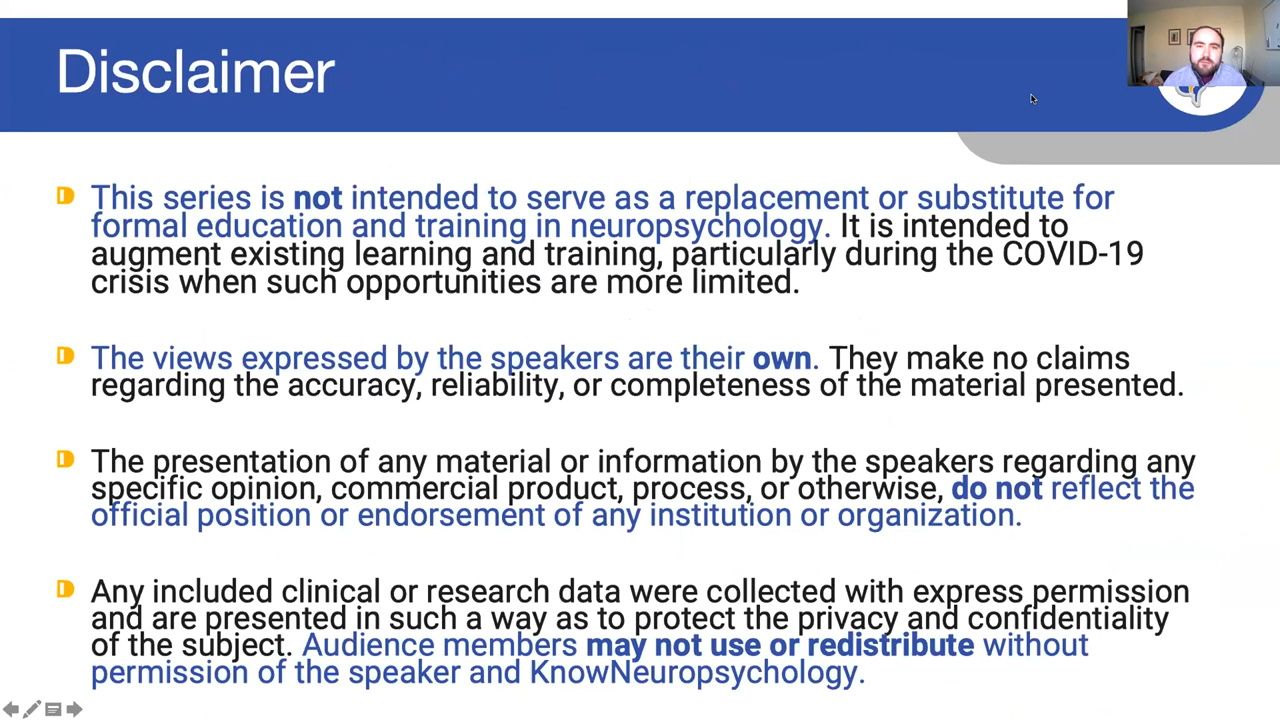 Disclaimer
This series is not intended to serve as a replacement or substitute for
formal education and training in neuropsychology. It is intended to
augment existing learning and training, particularly during the COVID-19
crisis when such opportunities are more limited.
The views expressed by the speakers are their own. They make no claims
regarding the accuracy, reliability, or completeness of the material presented.
The presentation of any material or information by the speakers regarding any
specific opinion, commercial product, process, or otherwise, do not reflect the
official position or endorsement of any institution or organization.
Any included clinical or research data were collected with express permission
and are presented in such a way as to protect the privacy and confidentiality
of the subject. Audience members may not use or redistribute without
permission of the speaker and KnowNeuropsychology.